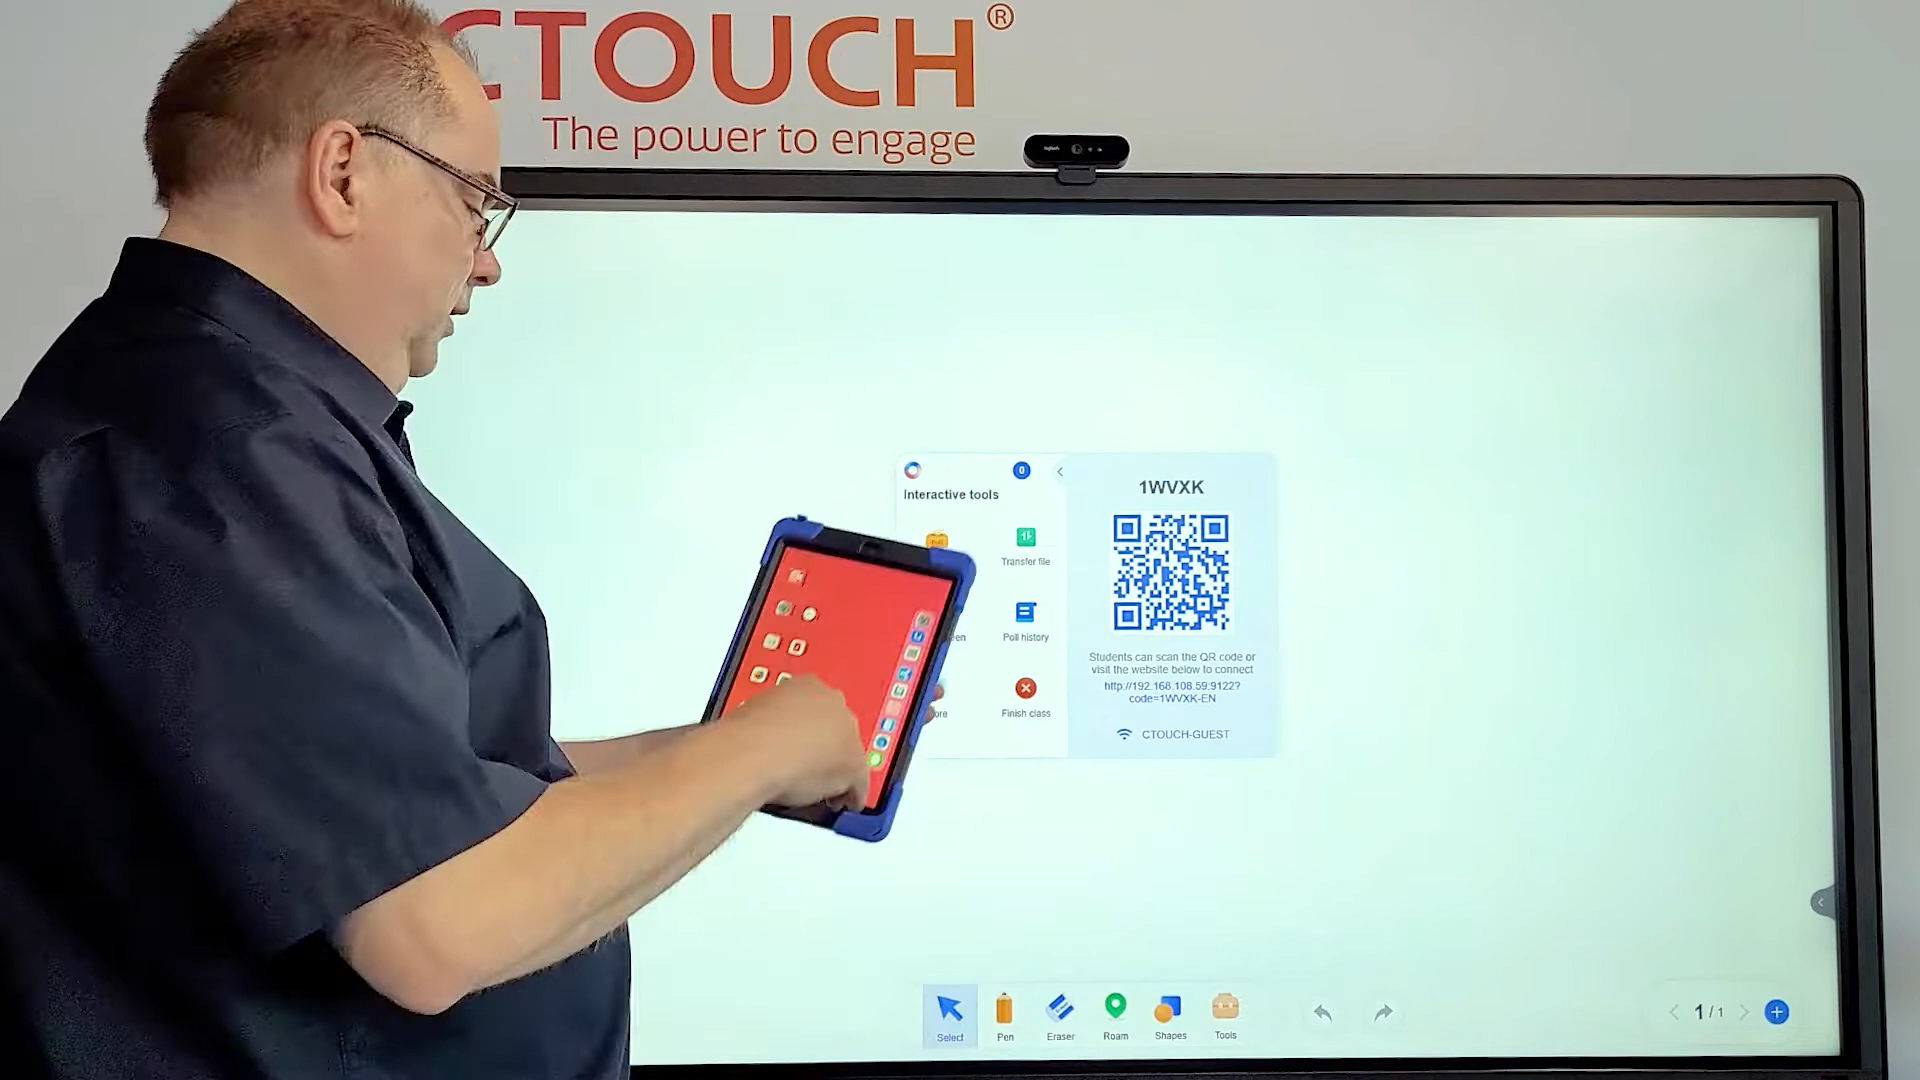 CTOUCH®
The power to engage
0
Interactive tools
Transfer file
Poll history
Finish class
1WVXK
Students can scan the QR code or
visit the website below to connect
http://192.168.108.59:9122?
code=1WVXK-EN
CTOUCH-GUEST
Select
Pen
Eraser
Roam
Shapes
Tools
1 / 1